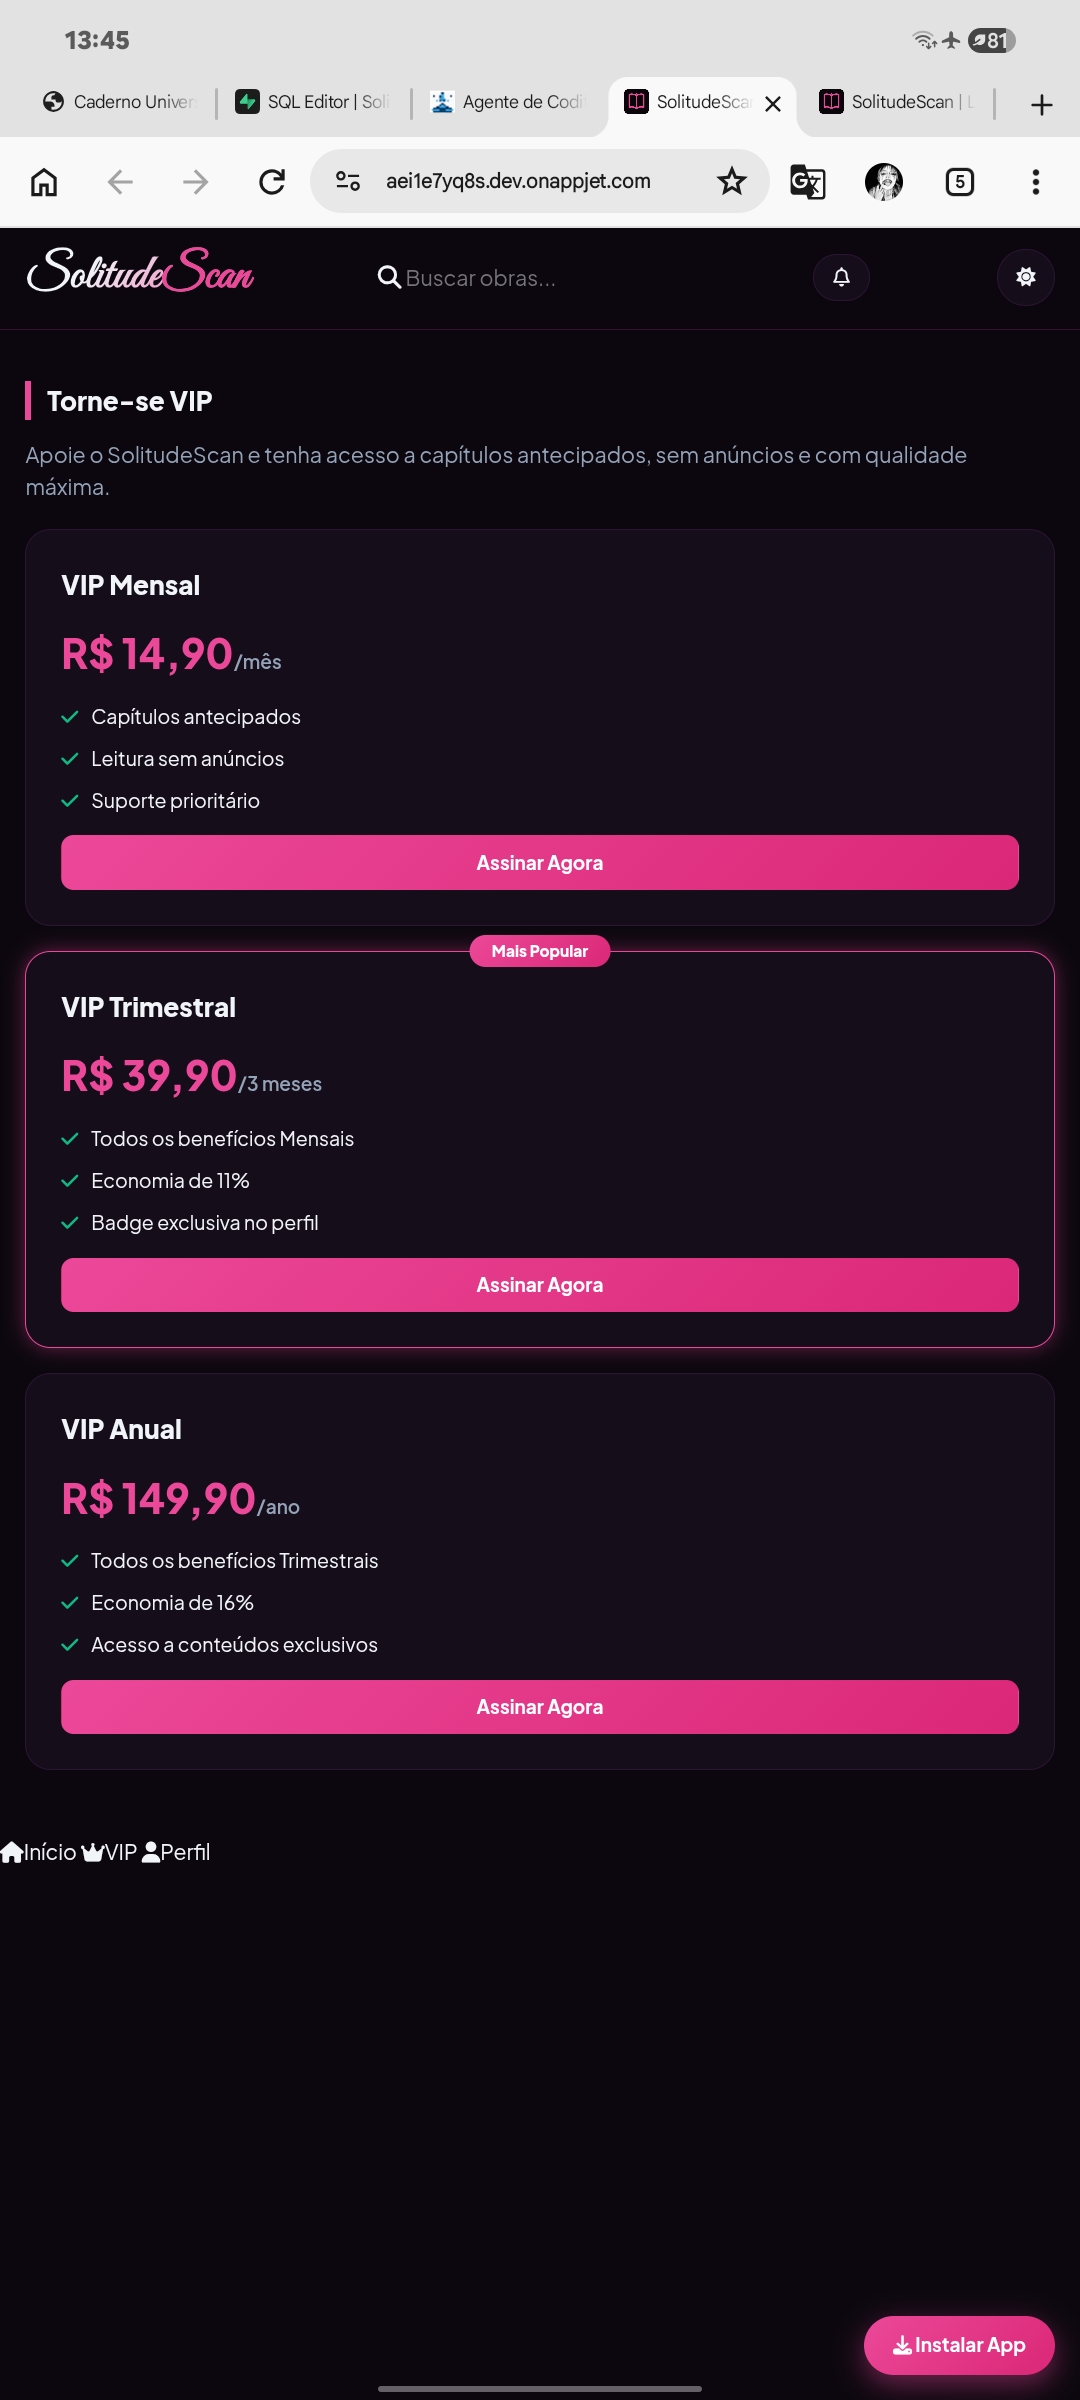 13:45
81
Caderno Univer
SQL Editor | Soli
Agente de Codi
SolitudeSca
SolitudeScan | L
aei1e7yq8s.dev.onappjet.com
5
SolitudeScan
Buscar obras...
Torne-se VIP
Apoie o SolitudeScan e tenha acesso a capítulos antecipados, sem anúncios e com qualidade
máxima.
VIP Mensal
R$ 14,90/mês
Capítulos antecipados
Leitura sem anúncios
Suporte prioritário
Assinar Agora
Mais Popular
VIP Trimestral
R$ 39,90/3 meses
Todos os benefícios Mensais
Economia de 11%
Badge exclusiva no perfil
Assinar Agora
VIP Anual
R$ 149,90/ano
Todos os benefícios Trimestrais
Economia de 16%
Acesso a conteúdos exclusivos
Assinar Agora
Início VIP Perfil
Instalar App